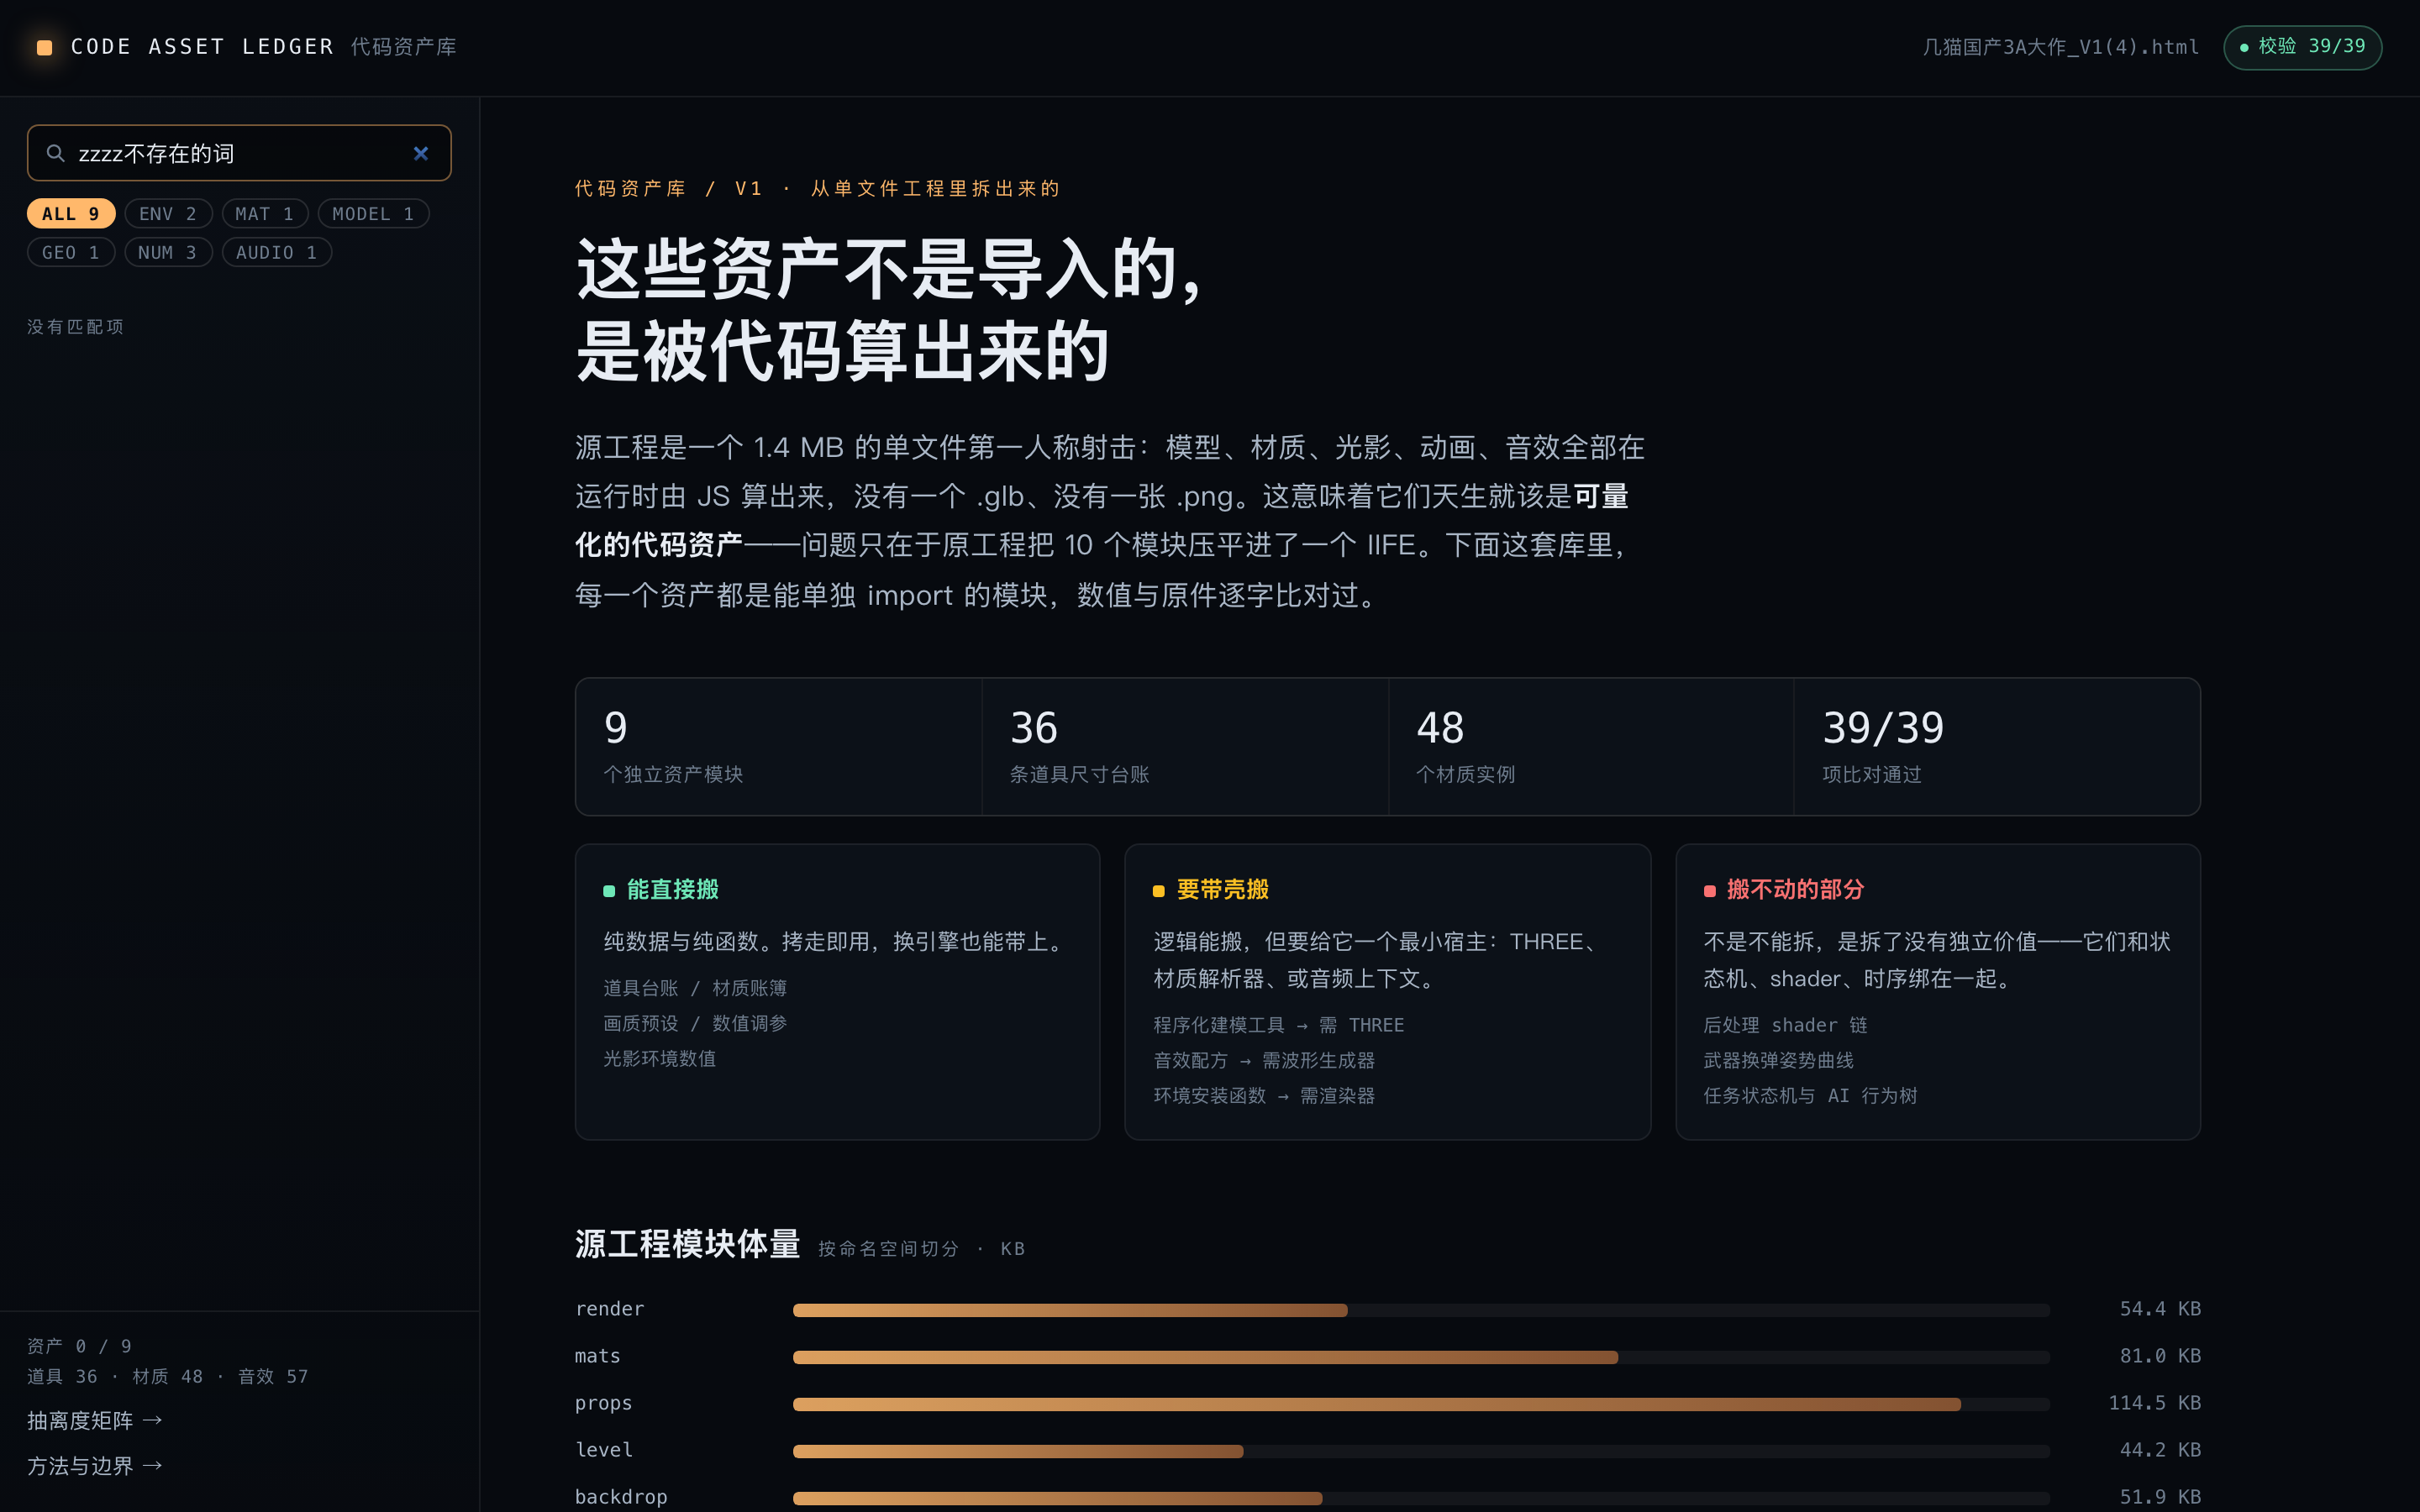 CODE ASSET LEDGER 代码资产库
几猫国产3A大作_V1(4).html
校验 39/39
zzzz不存在的词
ALL 9
ENV 2
MAT 1
MODEL 1
GEO 1
NUM 3
AUDIO 1
没有匹配项
资产 0 / 9
道具 36 · 材质 48 · 音效 57
抽离度矩阵 →
方法与边界 →
代码资产库 / V1 · 从单文件工程里拆出来的
这些资产不是导入的，
是被代码算出来的
源工程是一个 1.4 MB 的单文件第一人称射击：模型、材质、光影、动画、音效全部在
运行时由 JS 算出来，没有一个 .glb、没有一张 .png。这意味着它们天生就该是可量
化的代码资产——问题只在于原工程把 10 个模块压平进了一个 IIFE。下面这套库里，
每一个资产都是能单独 import 的模块，数值与原件逐字比对过。
9
个独立资产模块
36
条道具尺寸台账
48
个材质实例
39/39
项比对通过
能直接搬
纯数据与纯函数。拷走即用，换引擎也能带上。
道具台账 / 材质账簿
画质预设 / 数值调参
光影环境数值
要带壳搬
逻辑能搬，但要给它一个最小宿主：THREE、
材质解析器、或音频上下文。
程序化建模工具 → 需 THREE
音效配方 → 需波形生成器
环境安装函数 → 需渲染器
搬不动的部分
不是不能拆，是拆了没有独立价值——它们和状
态机、shader、时序绑在一起。
后处理 shader 链
武器换弹姿势曲线
任务状态机与 AI 行为树
源工程模块体量 按命名空间切分 · KB
render 54.4 KB
mats 81.0 KB
props 114.5 KB
level 44.2 KB
backdrop 51.9 KB